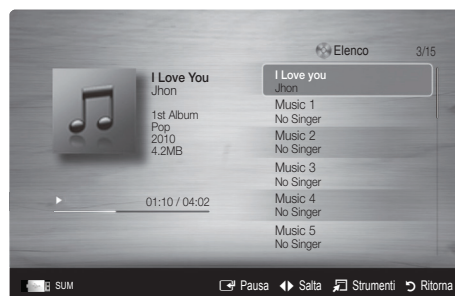 Elenco 3/15
I Love You
Jhon
1st Album
Pop
2010
4.2MB
01:10 / 04:02
I Love you
Jhon
Music 1
No Singer
Music 2
No Singer
Music 3
No Singer
Music 4
No Singer
Music 5
No Singer
SUM Pausa Salta Strumenti Ritorna